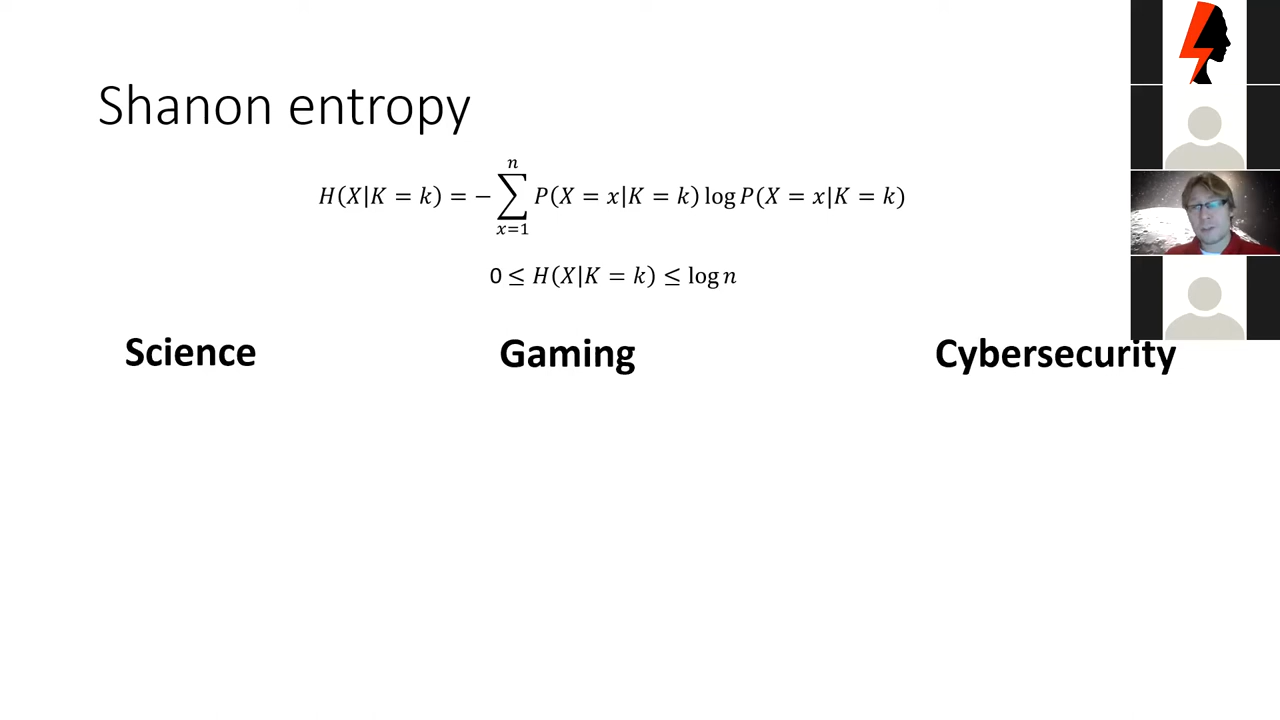 Shanon entropy
H(X|K = k) = − ∑_{x=1}^{n} P(X = x|K = k) log P(X = x|K = k)
0 ≤ H(X|K = k) ≤ log n
Science Gaming Cybersecurity